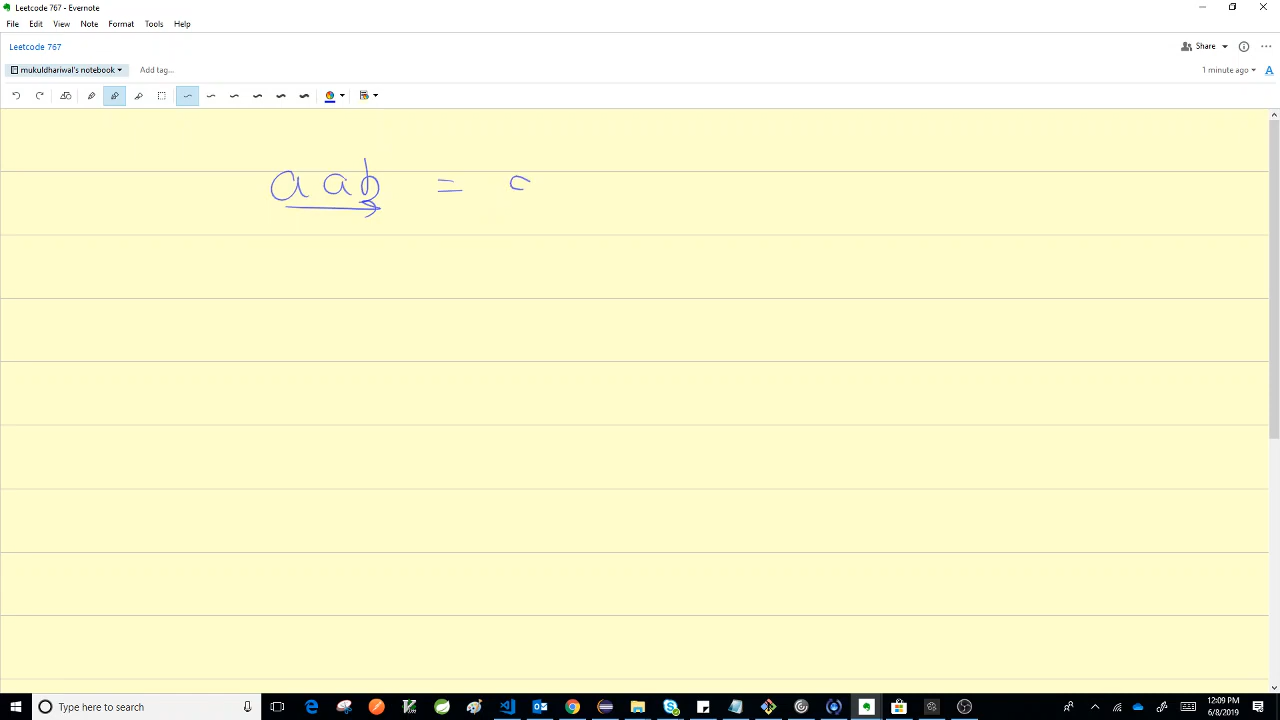 Leetcode 767 - Evernote
File Edit View Note Format Tools Help
Leetcode 767
Share
mukuldhariwal's notebook Add tag...
1 minute ago
a a b =
Type here to search
12:09 PM
6/8/2019